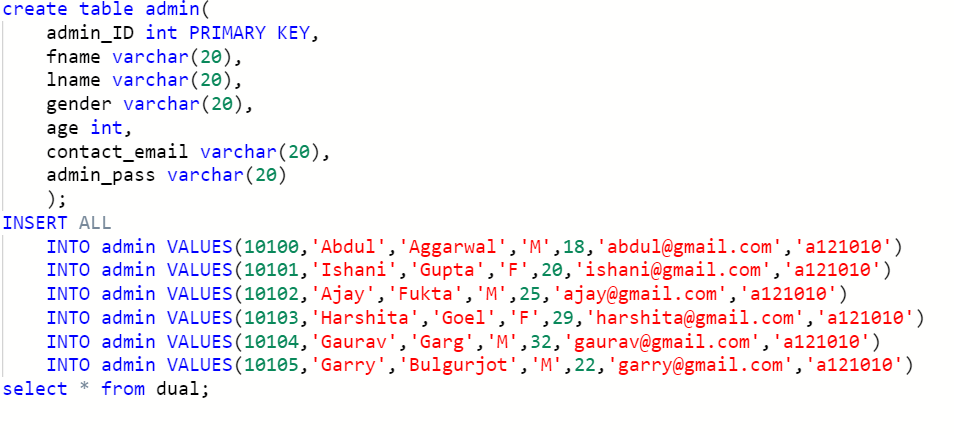 create table admin(
    admin_ID int PRIMARY KEY,
    fname varchar(20),
    lname varchar(20),
    gender varchar(20),
    age int,
    contact_email varchar(20),
    admin_pass varchar(20)
    );
INSERT ALL
    INTO admin VALUES(10100,'Abdul','Aggarwal','M',18,'abdul@gmail.com','a121010')
    INTO admin VALUES(10101,'Ishani','Gupta','F',20,'ishani@gmail.com','a121010')
    INTO admin VALUES(10102,'Ajay','Fukta','M',25,'ajay@gmail.com','a121010')
    INTO admin VALUES(10103,'Harshita','Goel','F',29,'harshita@gmail.com','a121010')
    INTO admin VALUES(10104,'Gaurav','Garg','M',32,'gaurav@gmail.com','a121010')
    INTO admin VALUES(10105,'Garry','Bulgurjot','M',22,'garry@gmail.com','a121010')
select * from dual;